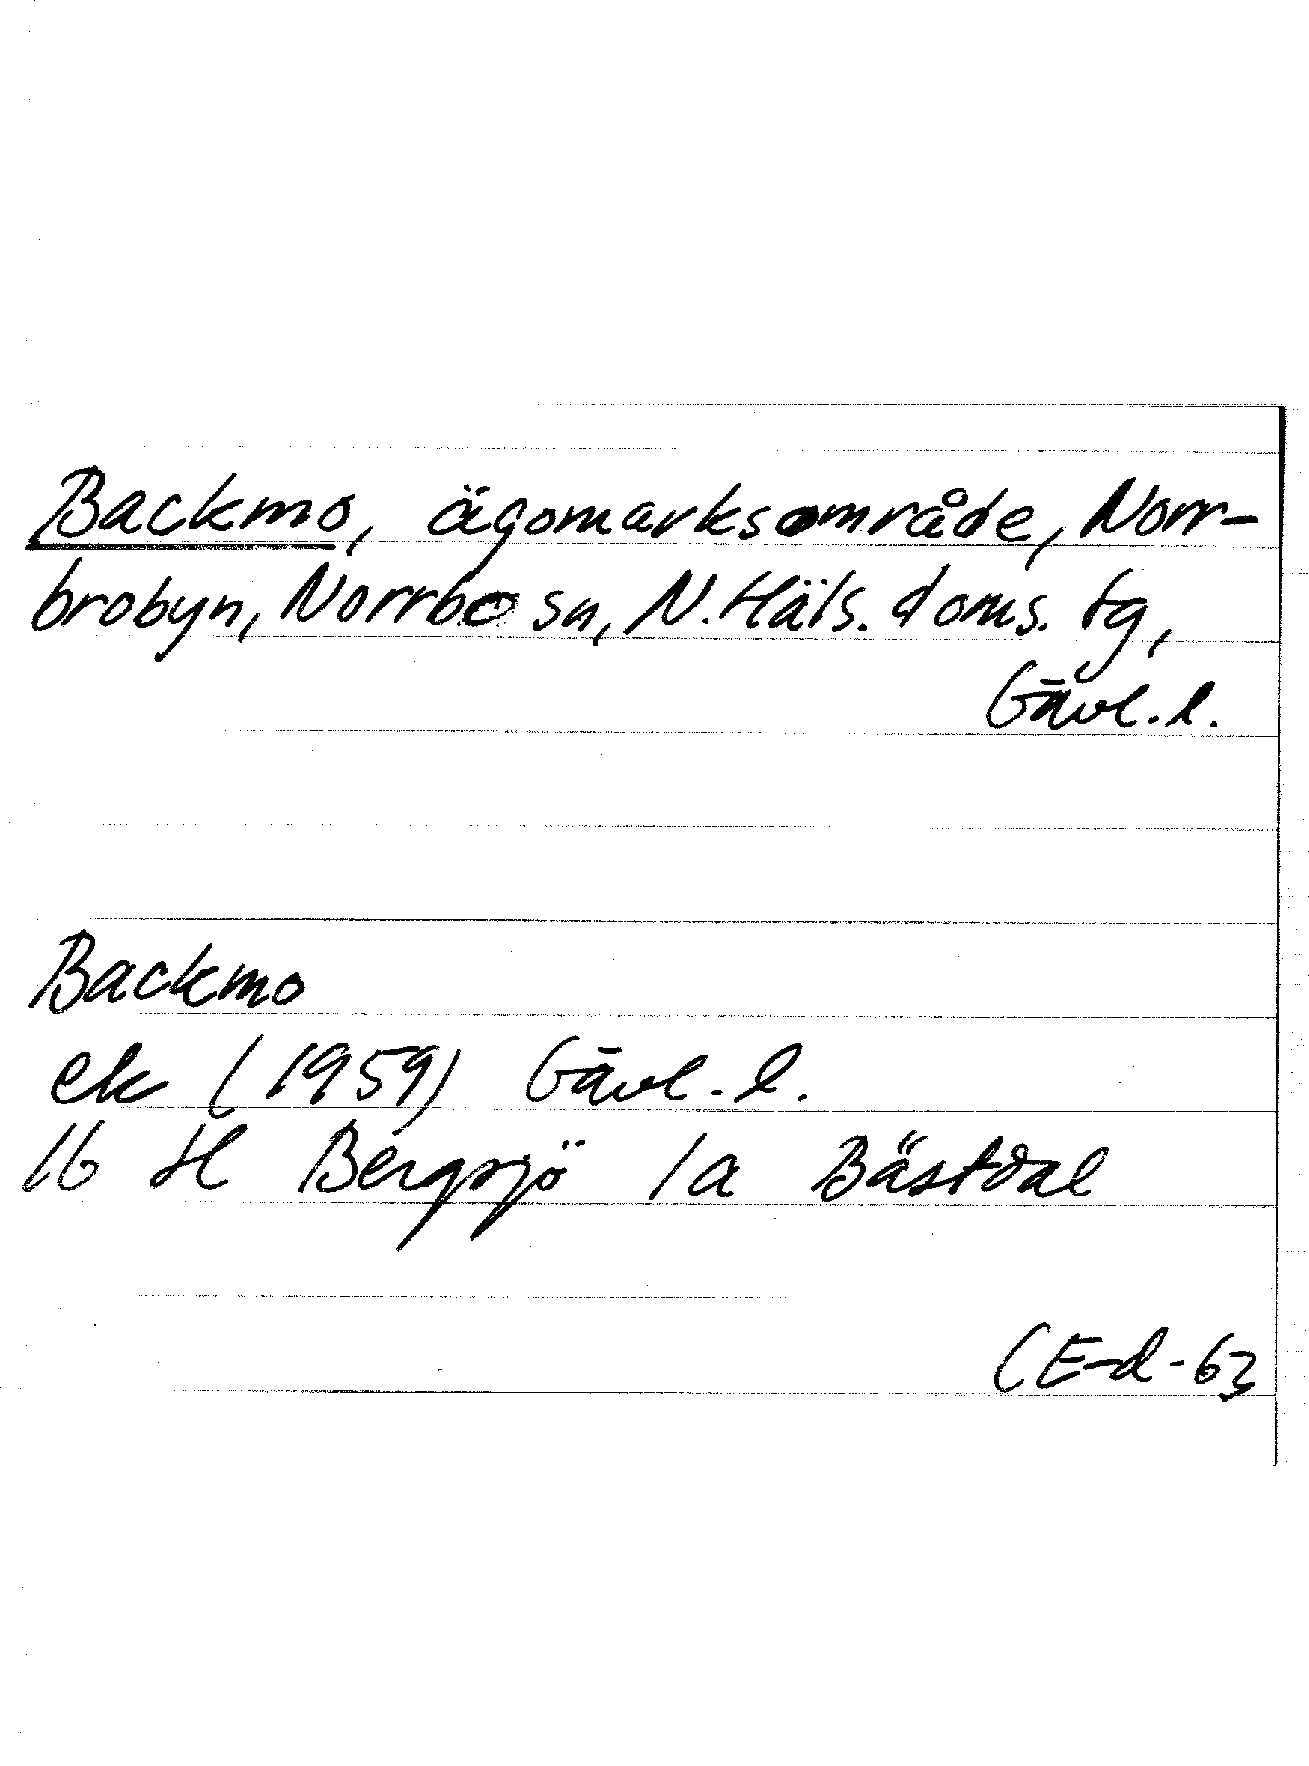 Backmo, ägomarksområde, Norr-
brobyn, Norrbo sn, N. Häls. doms. tg,
Gävl. l.
Backmo
ek (1959) Gävl. l.
16 H Bergsjö 1a Bästdal
CE-d-63